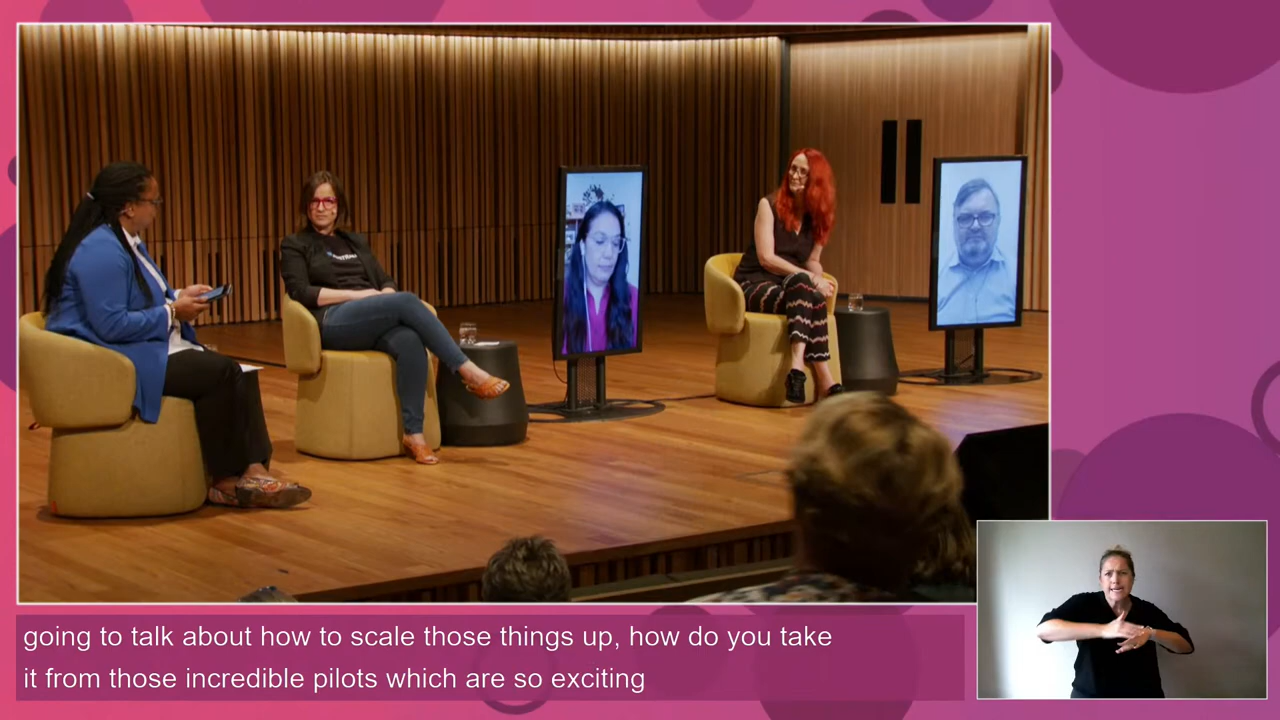 going to talk about how to scale those things up, how do you take
it from those incredible pilots which are so exciting